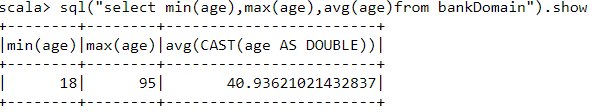 scala> sql("select min(age),max(age),avg(age)from bankDomain").show
+--------+--------+------------------------+
|min(age)|max(age)|avg(CAST(age AS DOUBLE))|
+--------+--------+------------------------+
|      18|      95|       40.93621021432837|
+--------+--------+------------------------+